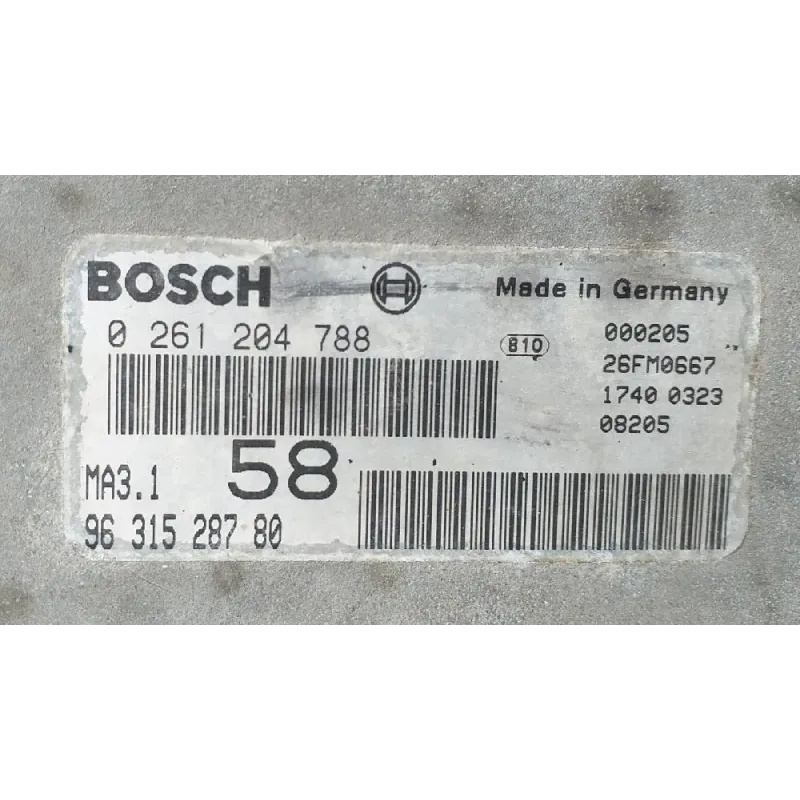 BOSCH
Made in Germany
0 261 204 788
810
000205
26FM0667
1740 0323
08205
58
MA3.1
96 315 287 80